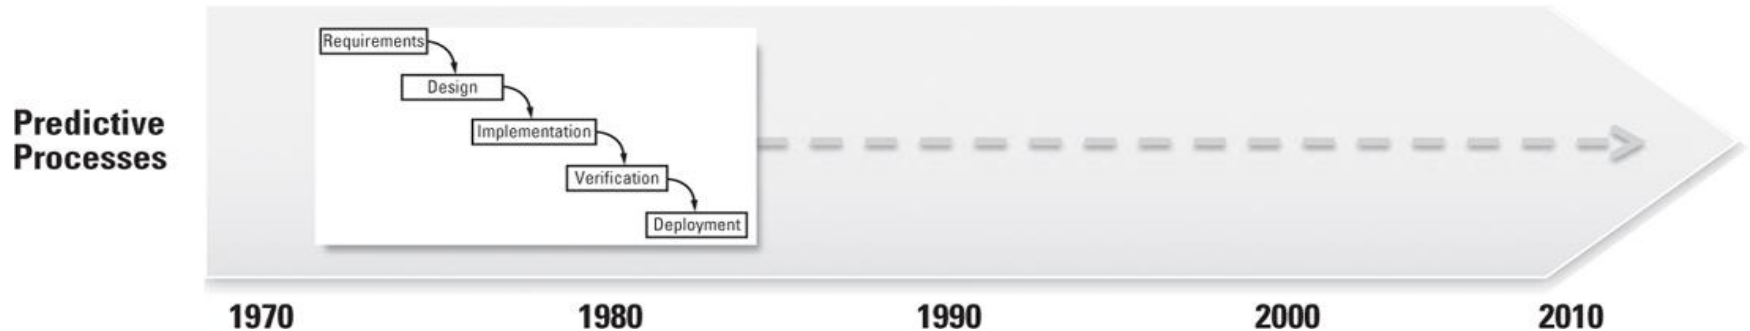 Predictive
Processes
Requirements
Design
Implementation
Verification
Deployment
1970 1980 1990 2000 2010